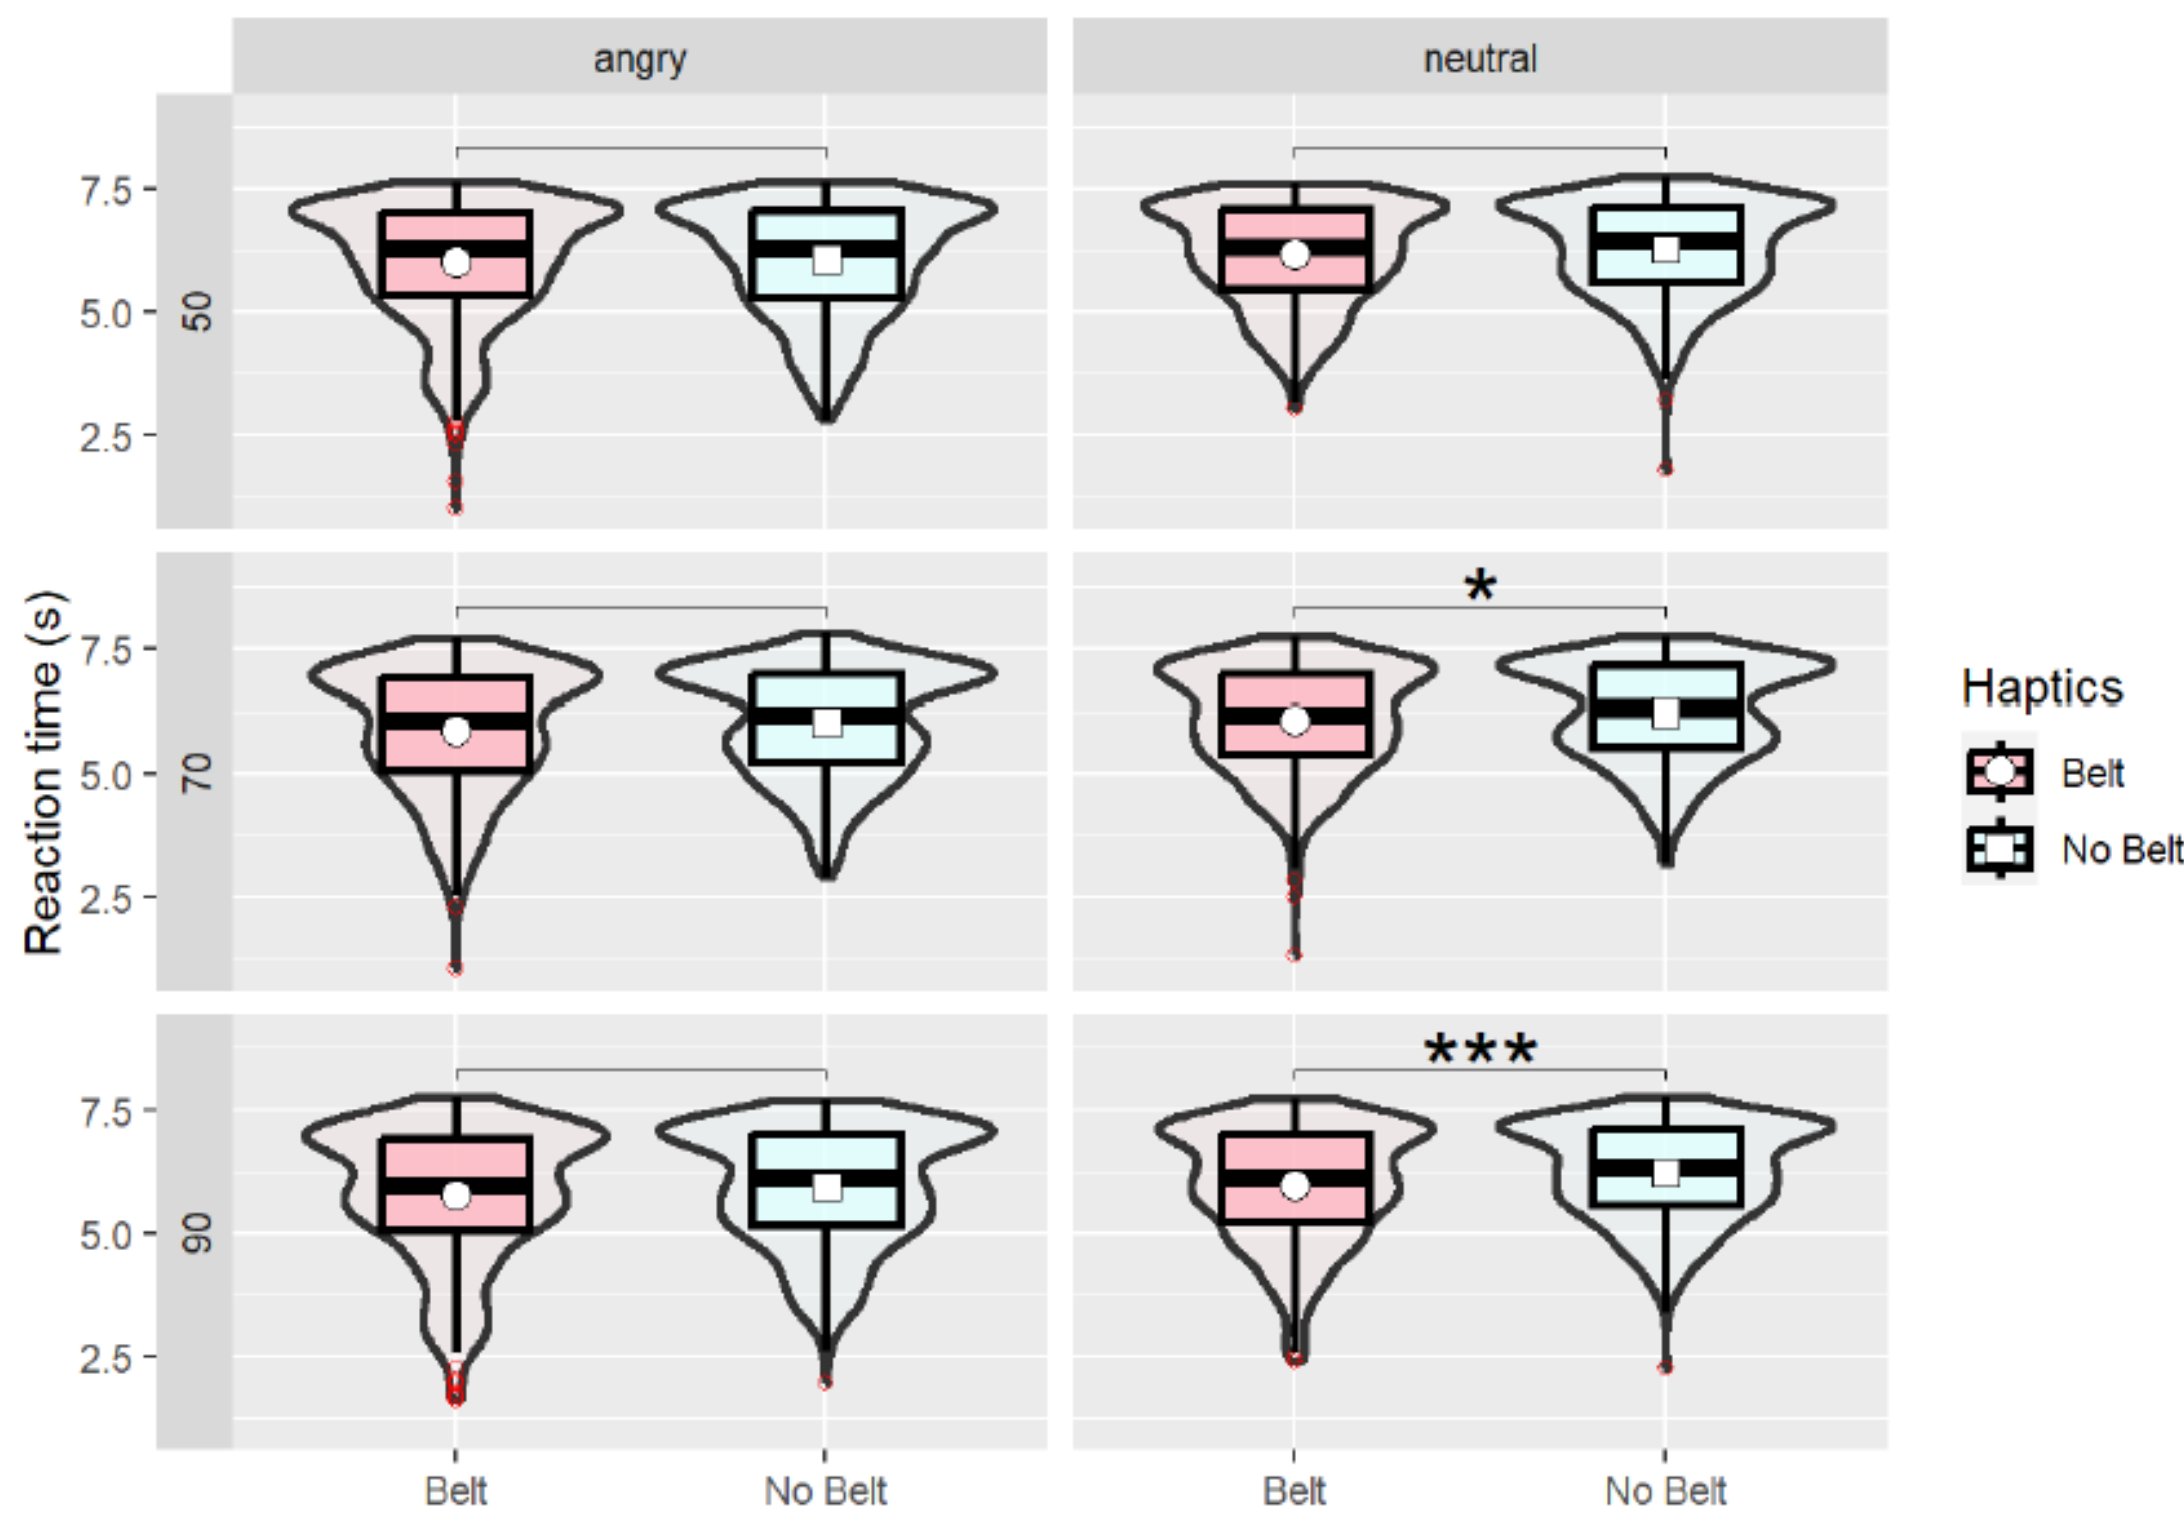 angry
neutral
7.5
5.0
2.5
50
*
7.5
5.0
2.5
70
***
7.5
5.0
2.5
90
Reaction time (s)
Belt
No Belt
Belt
No Belt
Haptics
Belt
No Belt